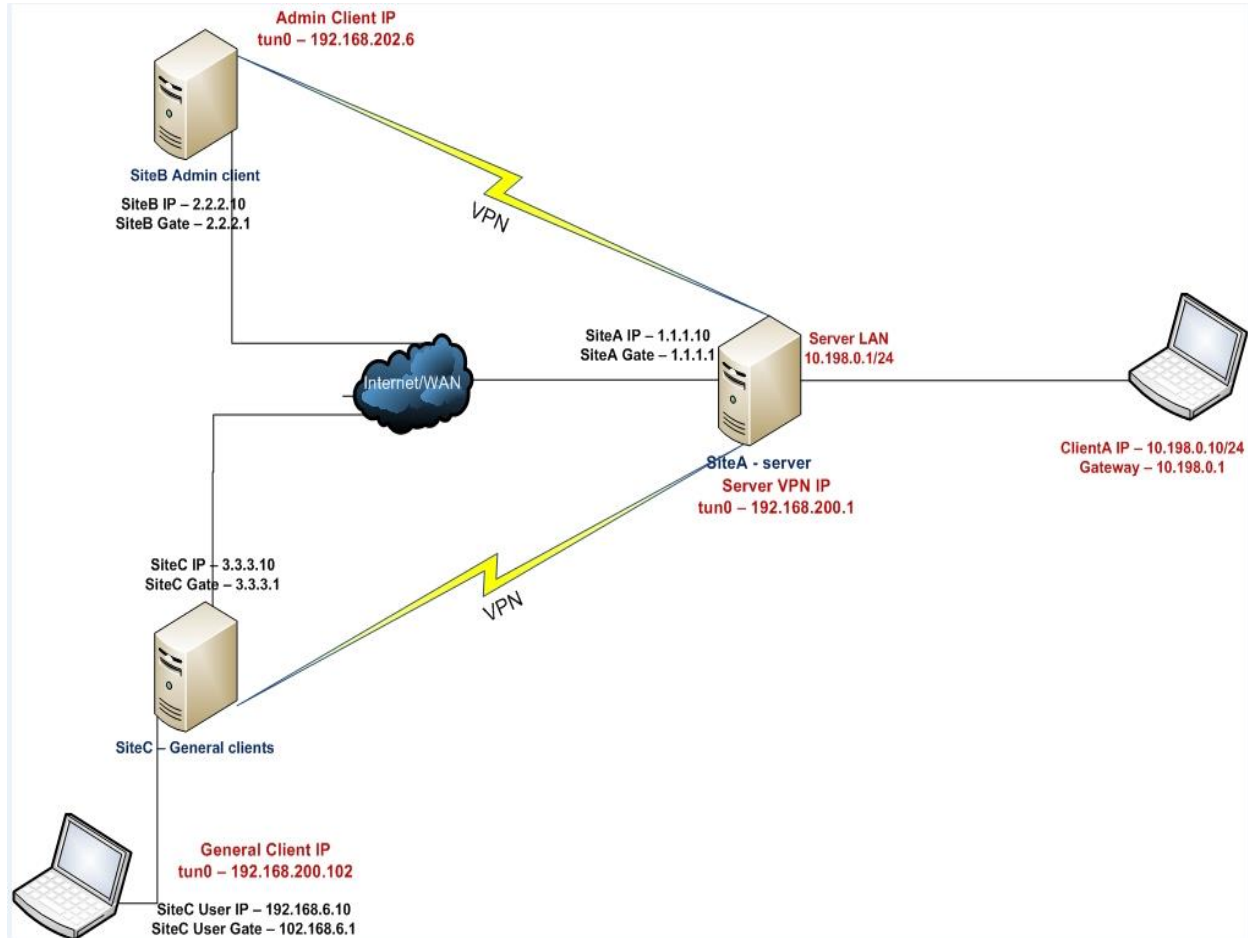 Admin Client IP
tun0 – 192.168.202.6
SiteB Admin client
SiteB IP – 2.2.2.10
SiteB Gate – 2.2.2.1
VPN
SiteA IP – 1.1.1.10
SiteA Gate – 1.1.1.1
Server LAN
10.198.0.1/24
Internet/WAN
ClientA IP – 10.198.0.10/24
Gateway – 10.198.0.1
SiteA - server
Server VPN IP
tun0 – 192.168.200.1
SiteC IP – 3.3.3.10
SiteC Gate – 3.3.3.1
VPN
SiteC – General clients
General Client IP
tun0 – 192.168.200.102
SiteC User IP – 192.168.6.10
SiteC User Gate – 102.168.6.1